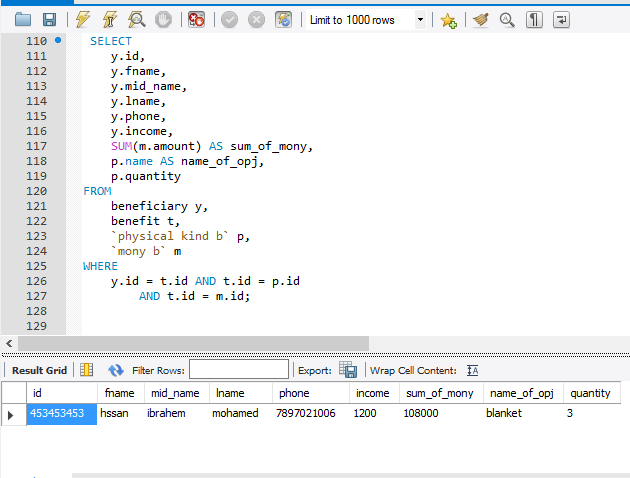 Limit to 1000 rows
110 SELECT
111 y.id,
112 y.fname,
113 y.mid_name,
114 y.lname,
115 y.phone,
116 y.income,
117 SUM(m.amount) AS sum_of_mony,
118 p.name AS name_of_opj,
119 p.quantity
120 FROM
121 beneficiary y,
122 benefit t,
123 `physical kind b` p,
124 `mony b` m
125 WHERE
126 y.id = t.id AND t.id = p.id
127 AND t.id = m.id;
128
129
Result Grid Filter Rows: Export: Wrap Cell Content: IA
id fname mid_name lname phone income sum_of_mony name_of_opj quantity
453453453 hssan ibrahem mohamed 7897021006 1200 108000 blanket 3